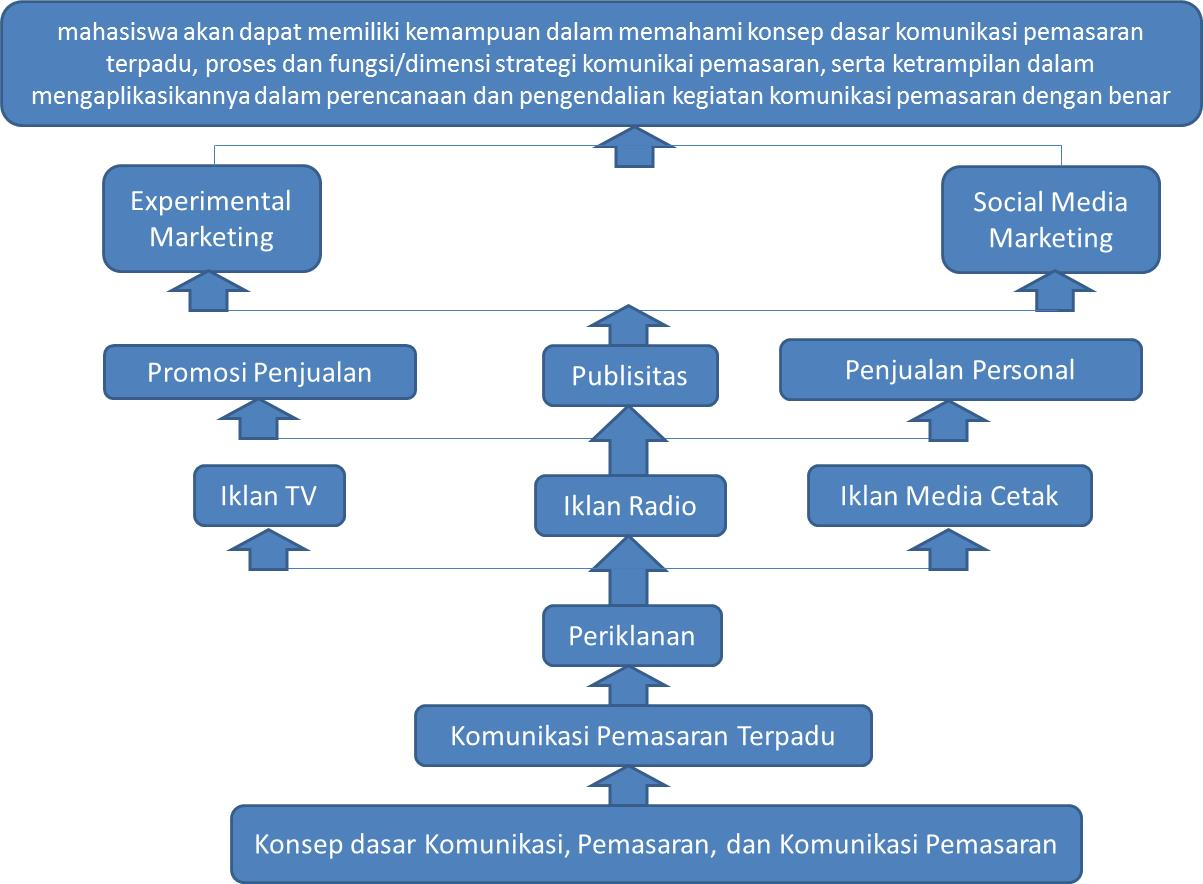 mahasiswa akan dapat memiliki kemampuan dalam memahami konsep dasar komunikasi pemasaran
terpadu, proses dan fungsi/dimensi strategi komunikai pemasaran, serta ketrampilan dalam
mengaplikasikannya dalam perencanaan dan pengendalian kegiatan komunikasi pemasaran dengan benar
Experimental
Marketing
Social Media
Marketing
Promosi Penjualan
Publisitas
Penjualan Personal
Iklan TV
Iklan Radio
Iklan Media Cetak
Periklanan
Komunikasi Pemasaran Terpadu
Konsep dasar Komunikasi, Pemasaran, dan Komunikasi Pemasaran